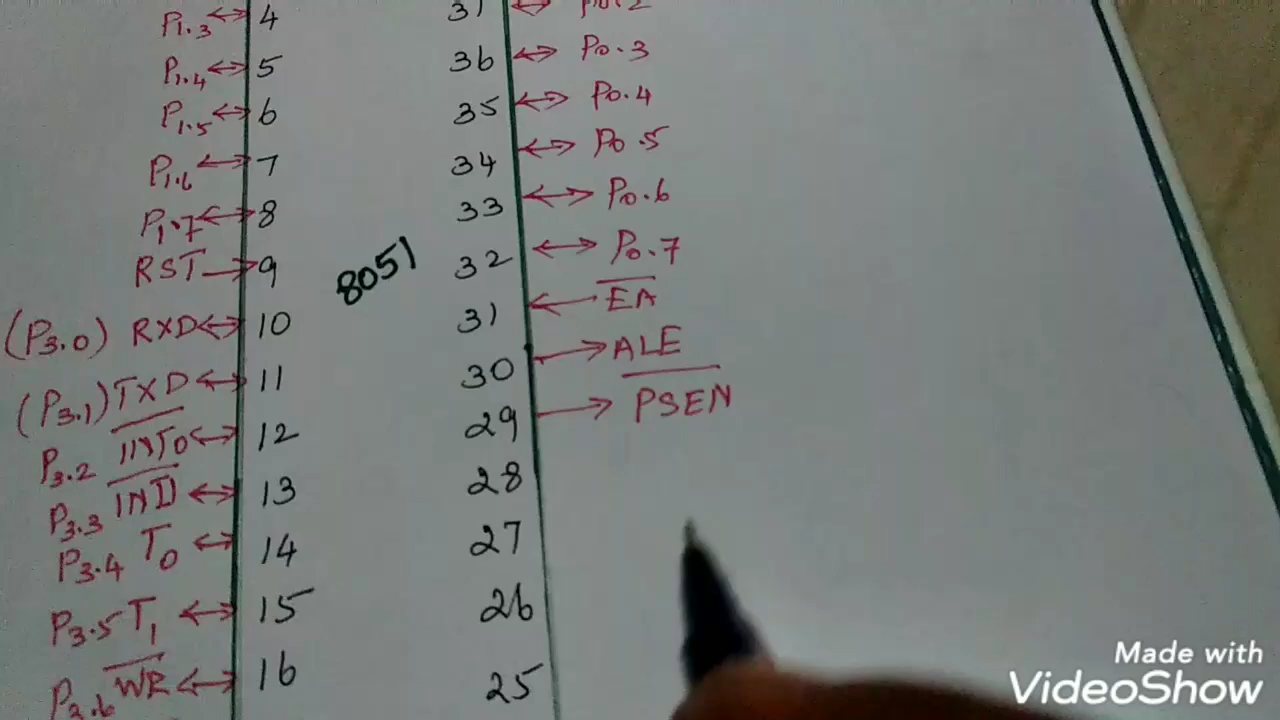 P1.3 ↔ 4 37 ↔ P0.2
P1.4 ↔ 5 36 ↔ P0.3
P1.5 ↔ 6 35 ↔ P0.4
P1.6 ↔ 7 34 ↔ P0.5
P1.7 ↔ 8 33 ↔ P0.6
RST → 9 8051 32 ↔ P0.7
(P3.0) RXD ↔ 10 31 ← EA
(P3.1) TXD ↔ 11 30 → ALE
P3.2 INT0 ↔ 12 29 → PSEN
P3.3 ↔ 13 28
P3.4 T0 ↔ 14 27
P3.5 T1 ↔ 15 26
P3.6 WR ↔ 16 25
Made with
VideoShow